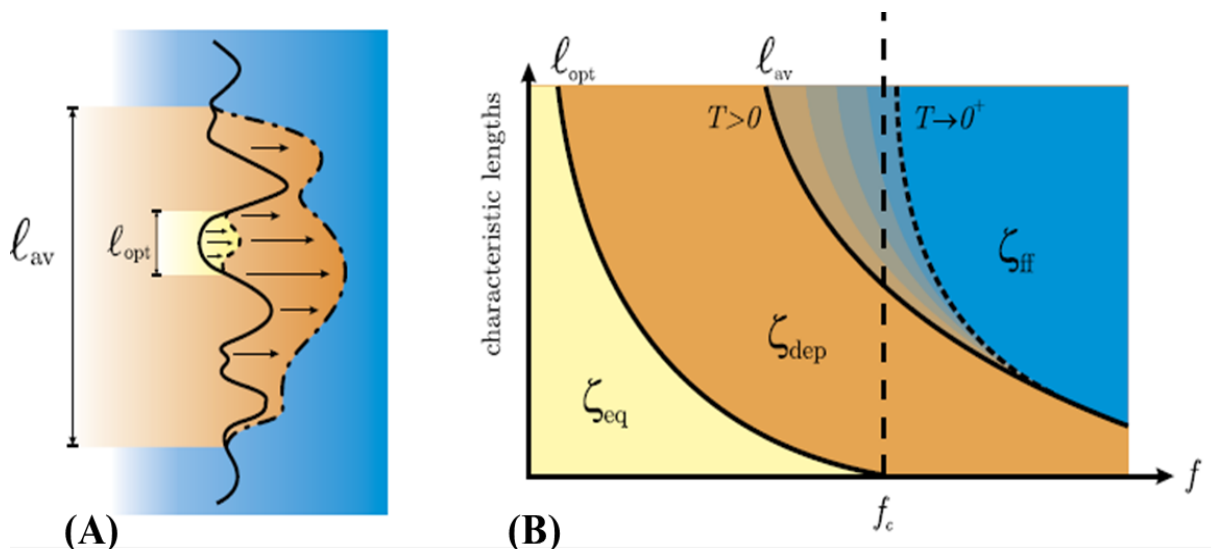 ℓav
ℓopt
(A)
ℓopt
ℓav
T>0
T→0⁺
characteristic lengths
ζff
ζdep
ζeq
f
fc
(B)